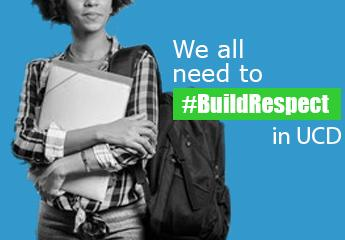 We all
need to
#BuildRespect
in UCD